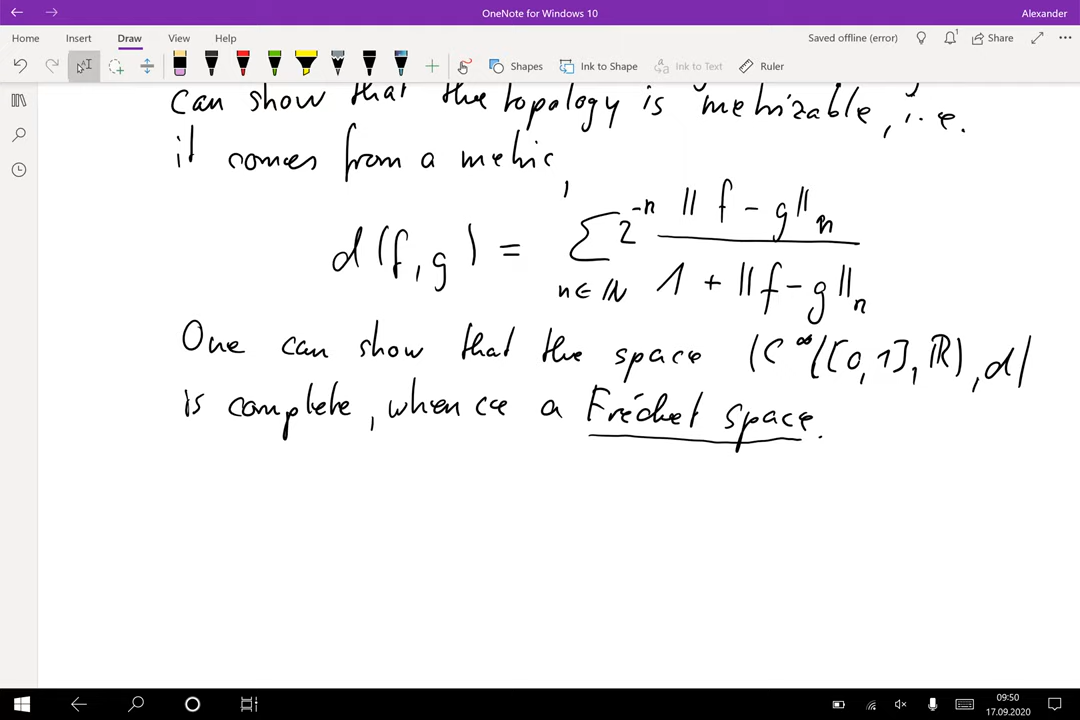 OneNote for Windows 10
Alexander
Home Insert Draw View Help
Saved offline (error) Share
Shapes Ink to Shape Ink to Text Ruler
can show that the topology is metrizable, i.e.
it comes from a metric,
d(f,g) = ∑_{n∈ℕ} 2^{-n} ‖f-g‖_n / (1 + ‖f-g‖_n)
One can show that the space (C^∞([0,1],ℝ),d)
is complete, whence a Fréchet space.
09:50
17.09.2020